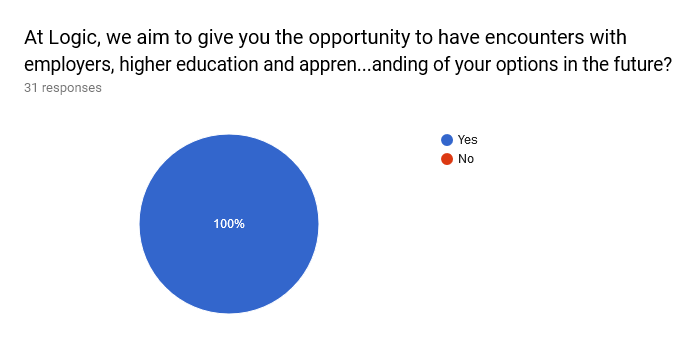 At Logic, we aim to give you the opportunity to have encounters with
employers, higher education and appren...anding of your options in the future?
31 responses
Yes
No
100%